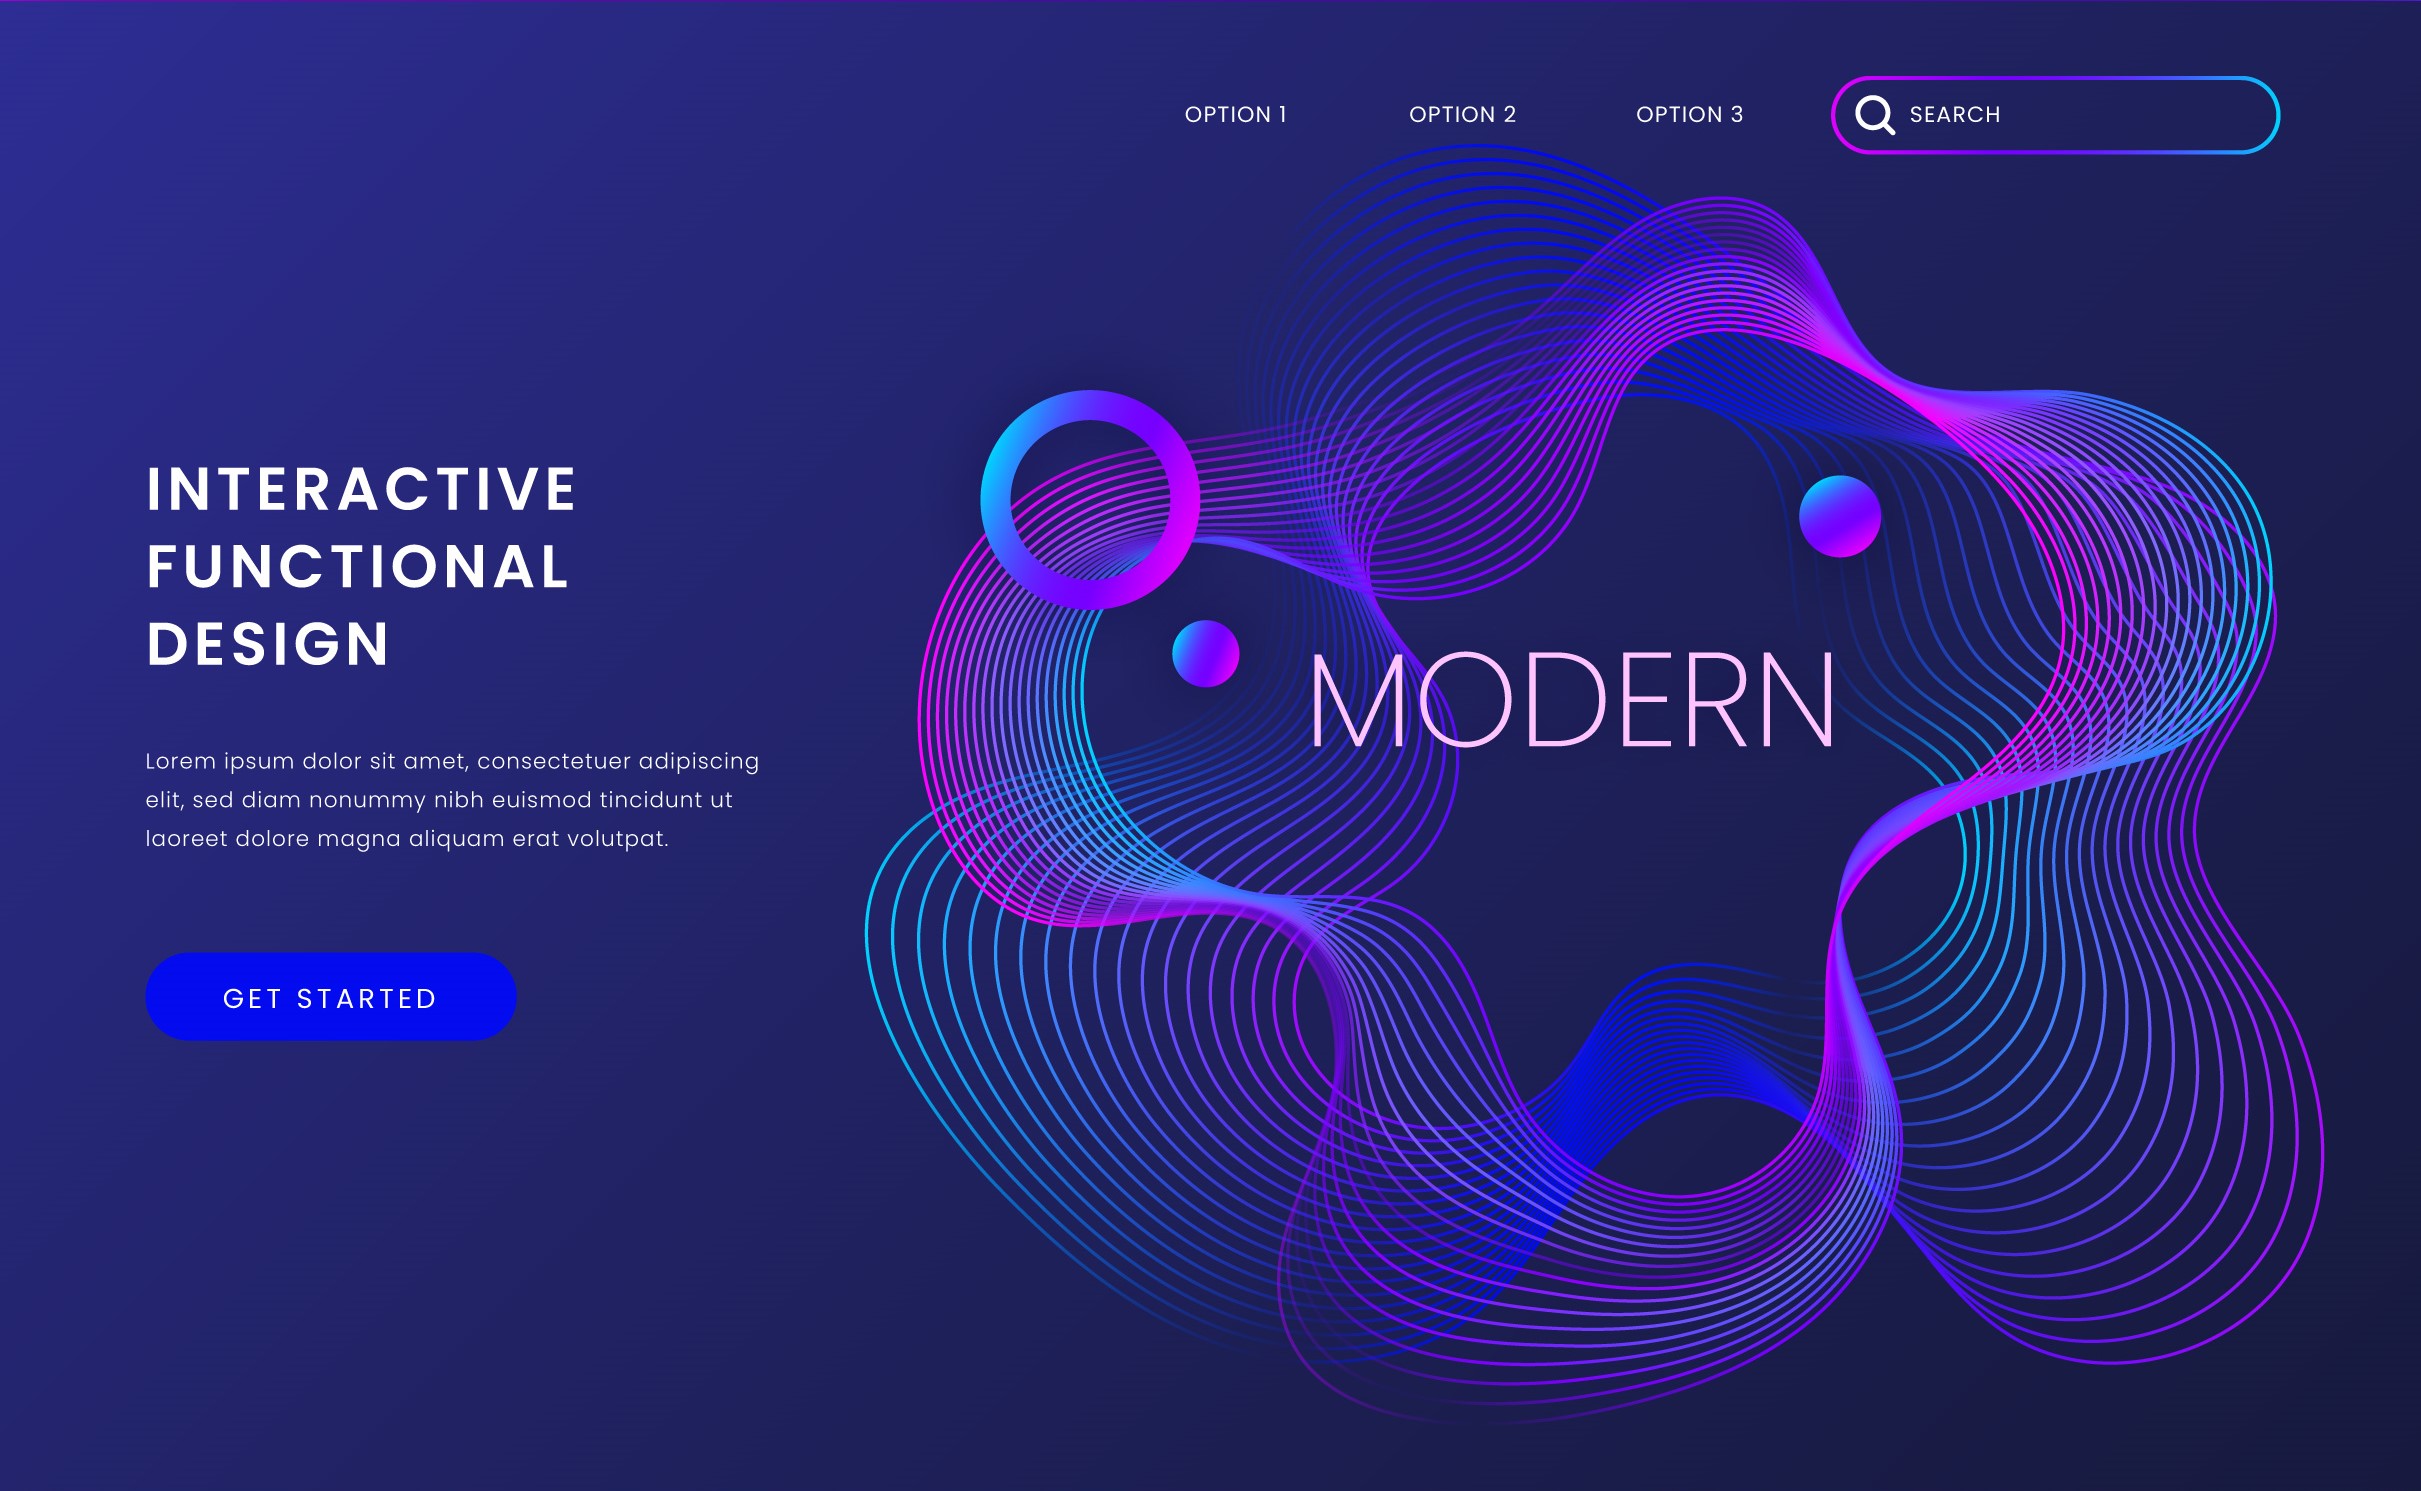 OPTION 1
OPTION 2
OPTION 3
SEARCH
INTERACTIVE
FUNCTIONAL
DESIGN
Lorem ipsum dolor sit amet, consectetuer adipiscing
elit, sed diam nonummy nibh euismod tincidunt ut
laoreet dolore magna aliquam erat volutpat.
GET STARTED
MODERN